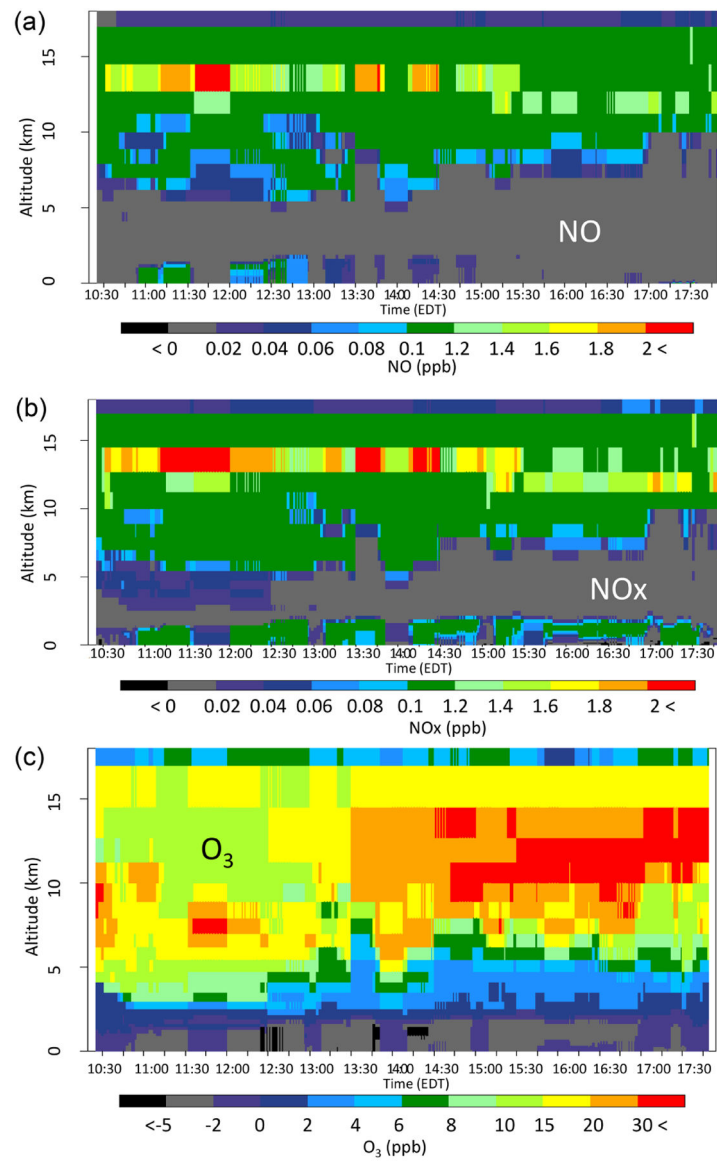 (a)
15
10
5
0
Altitude (km)
NO
10:30 11:00 11:30 12:00 12:30 13:00 13:30 14:00 14:30 15:00 15:30 16:00 16:30 17:00 17:30
Time (EDT)
< 0 0.02 0.04 0.06 0.08 0.1 1.2 1.4 1.6 1.8 2 <
NO (ppb)
(b)
15
10
5
0
Altitude (km)
NOx
10:30 11:00 11:30 12:00 12:30 13:00 13:30 14:00 14:30 15:00 15:30 16:00 16:30 17:00 17:30
Time (EDT)
< 0 0.02 0.04 0.06 0.08 0.1 1.2 1.4 1.6 1.8 2 <
NOx (ppb)
(c)
15
10
5
0
Altitude (km)
O3
10:30 11:00 11:30 12:00 12:30 13:00 13:30 14:00 14:30 15:00 15:30 16:00 16:30 17:00 17:30
Time (EDT)
<-5 -2 0 2 4 6 8 10 15 20 30 <
O3 (ppb)